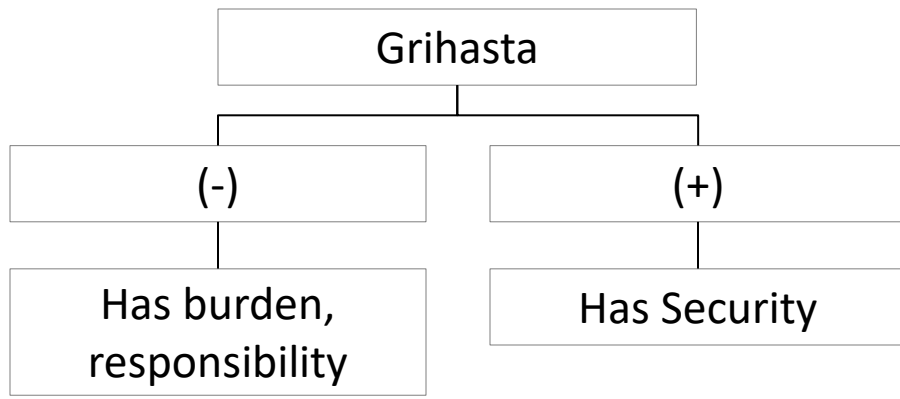 Grihasta
(-)
(+)
Has burden,
responsibility
Has Security